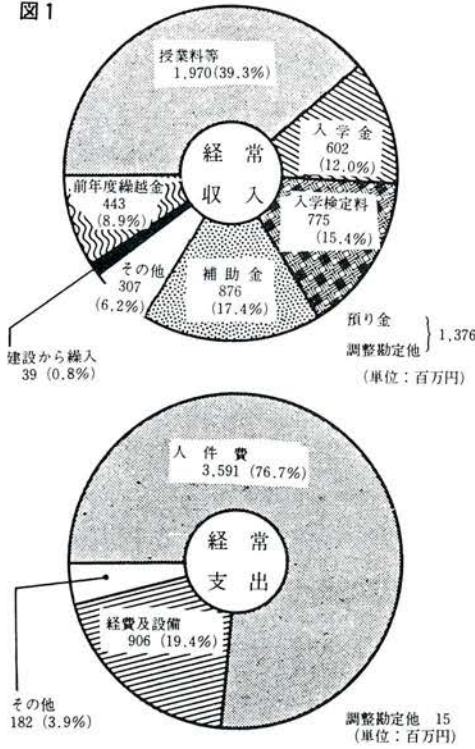 図1
授業料等
1,970(39.3%)
入学金
602
(12.0%)
経常
収入
前年度繰越金
443
(8.9%)
入学検定料
775
(15.4%)
その他
307
(6.2%)
補助金
876
(17.4%)
建設から繰入
39 (0.8%)
預り金
調整勘定他
1,376
(単位:百万円)
人件費
3,591 (76.7%)
経常
支出
経費及設備
906 (19.4%)
その他
182 (3.9%)
調整勘定他 15
(単位:百万円)